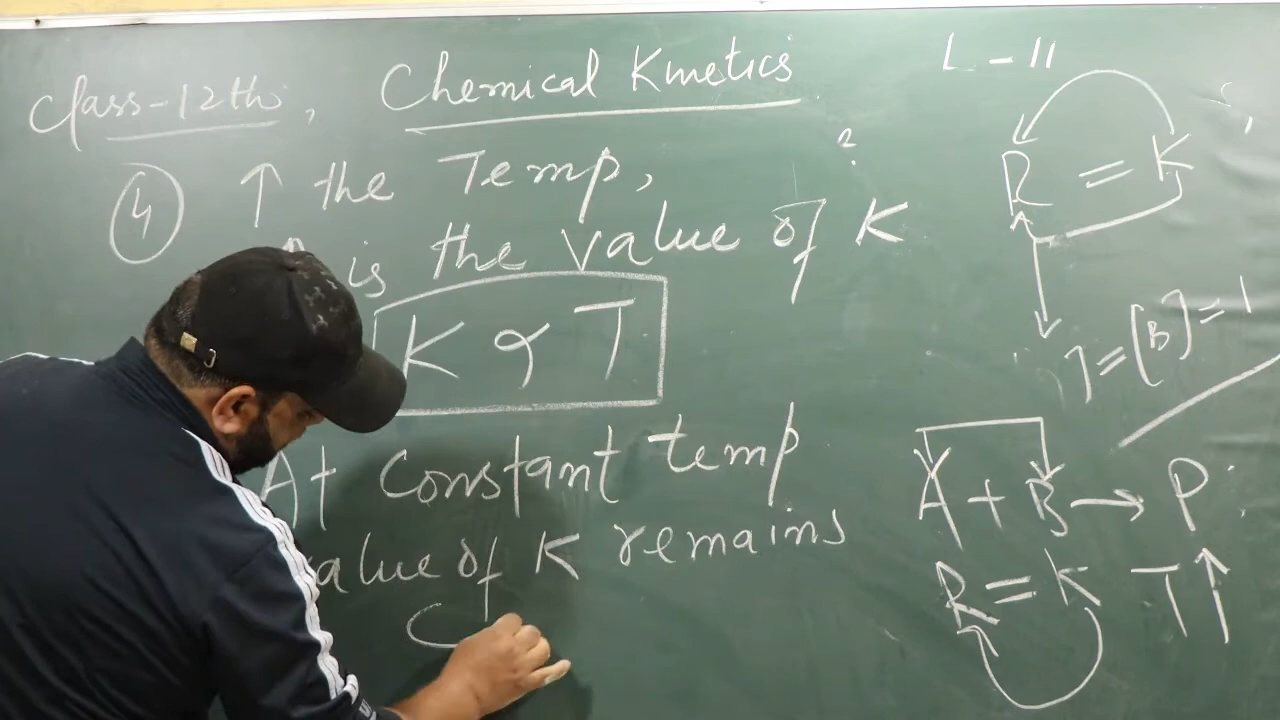 Class-12th, Chemical Kinetics L-11
④ ↑ the Temp,
is the value of K
K ∝ T
At Constant temp
value of K remains
C
R = K
] = [B] = 1
A + B → P
R = K T↑